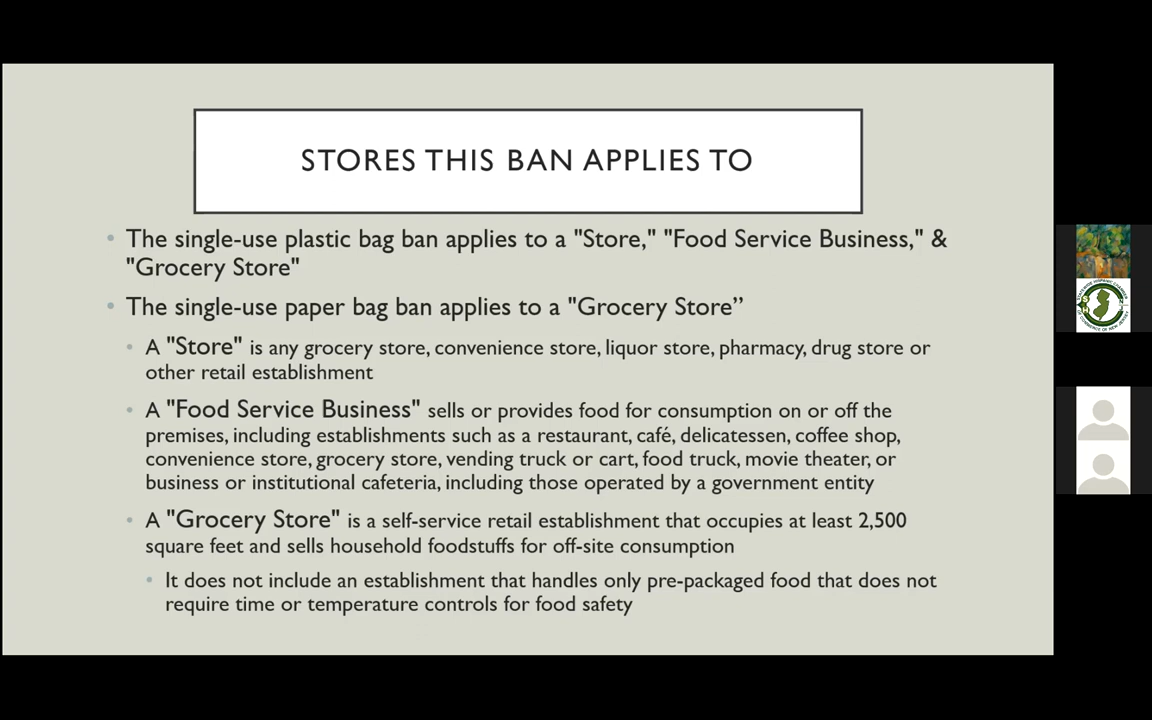 STORES THIS BAN APPLIES TO
• The single-use plastic bag ban applies to a "Store," "Food Service Business," &
"Grocery Store"
• The single-use paper bag ban applies to a "Grocery Store”
• A "Store" is any grocery store, convenience store, liquor store, pharmacy, drug store or
other retail establishment
• A "Food Service Business" sells or provides food for consumption on or off the
premises, including establishments such as a restaurant, café, delicatessen, coffee shop,
convenience store, grocery store, vending truck or cart, food truck, movie theater, or
business or institutional cafeteria, including those operated by a government entity
• A "Grocery Store" is a self-service retail establishment that occupies at least 2,500
square feet and sells household foodstuffs for off-site consumption
• It does not include an establishment that handles only pre-packaged food that does not
require time or temperature controls for food safety